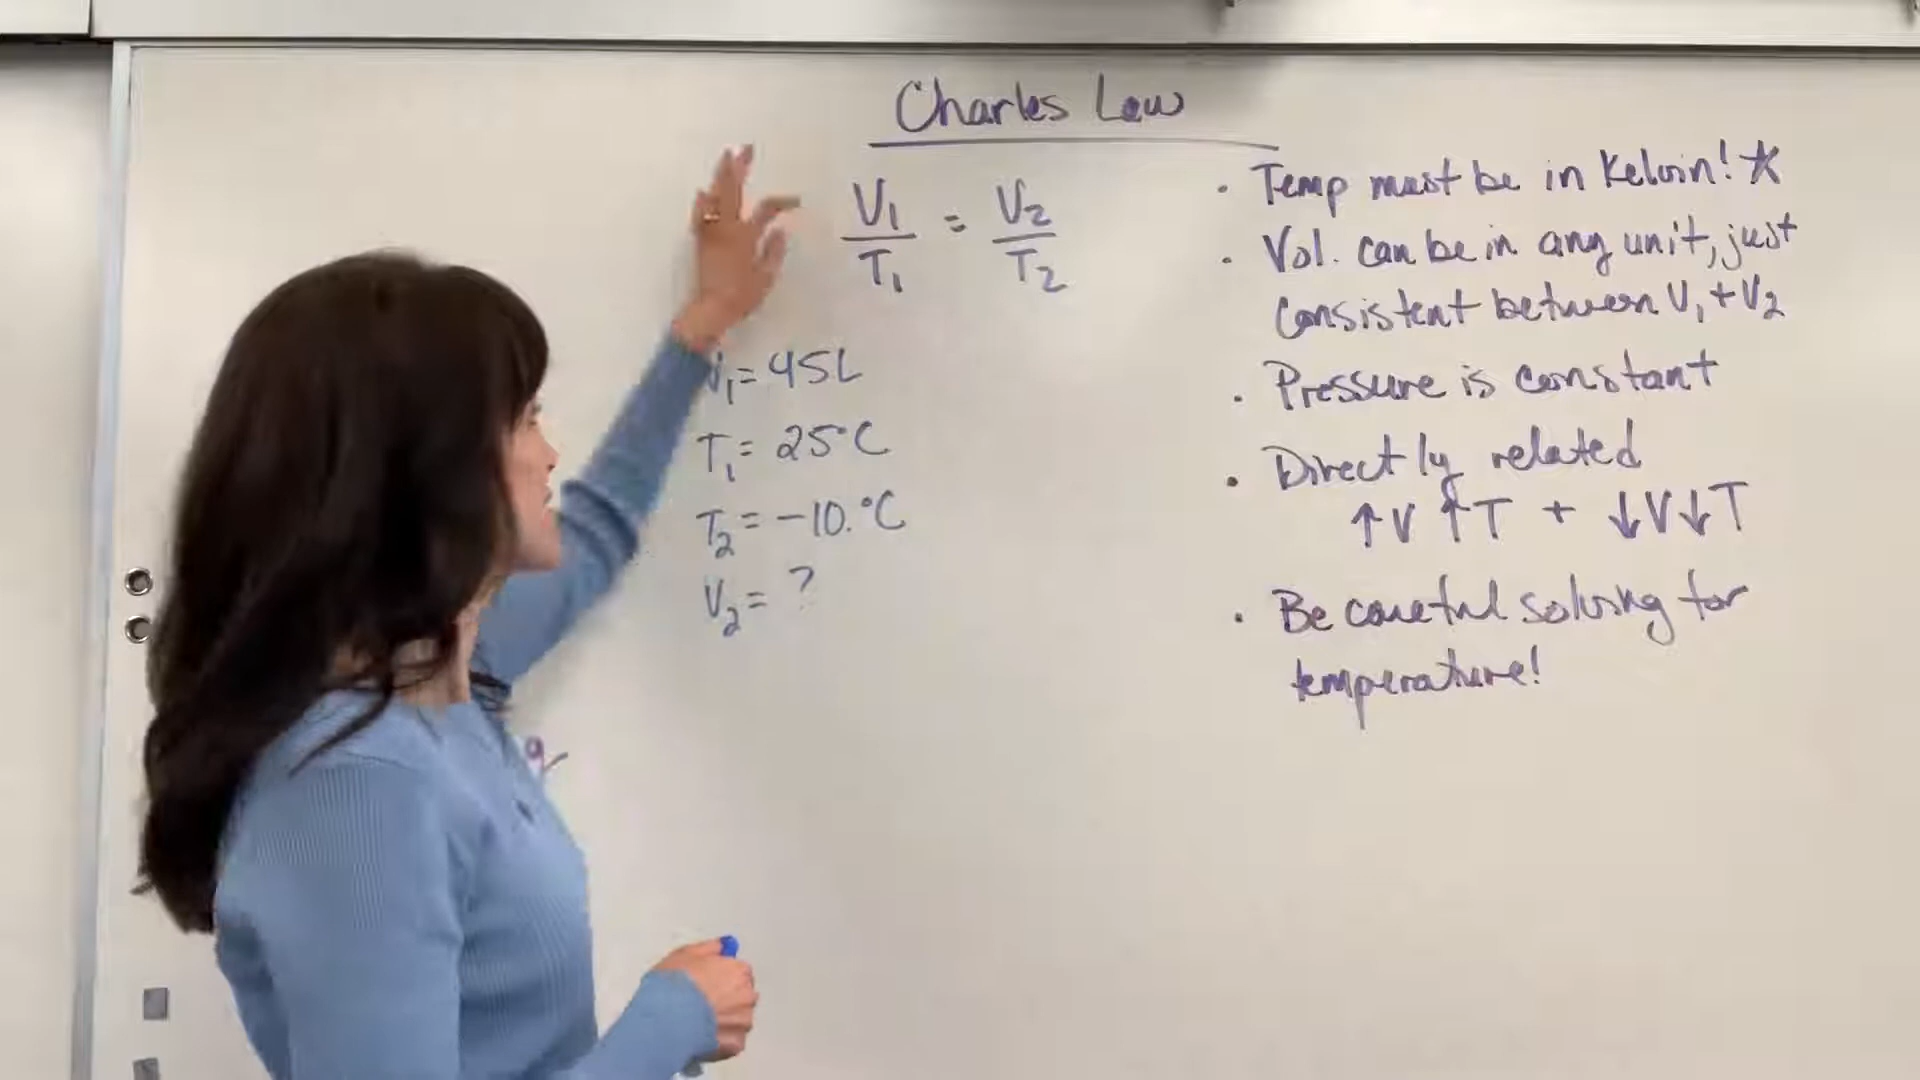 Charles Law
V₁/T₁ = V₂/T₂
V₁ = 45L
T₁ = 25°C
T₂ = -10.°C
V₂ = ?
• Temp must be in Kelvin! ★
• Vol. can be in any unit, just
consistent between V₁ + V₂
• Pressure is constant
• Directly related
↑V ↑T + ↓V↓T
• Be careful solving for
temperature!